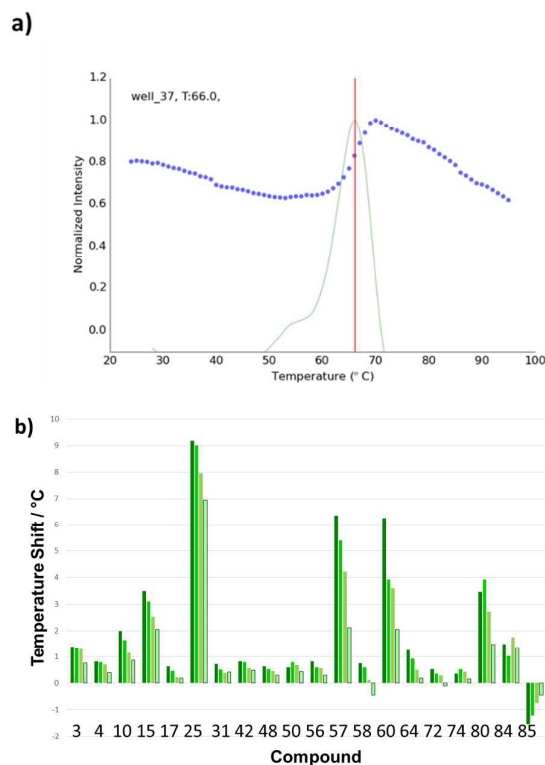 a)
1.2
well_37, T:66.0,
1.0
0.8
0.6
0.4
0.2
0.0
Normalized Intensity
20 30 40 50 60 70 80 90 100
Temperature (° C)
b)
10
9
8
7
6
5
4
3
2
1
0
-1
-2
Temperature Shift / °C
3 4 10 15 17 25 31 42 48 50 56 57 58 60 64 72 74 80 84 85
Compound